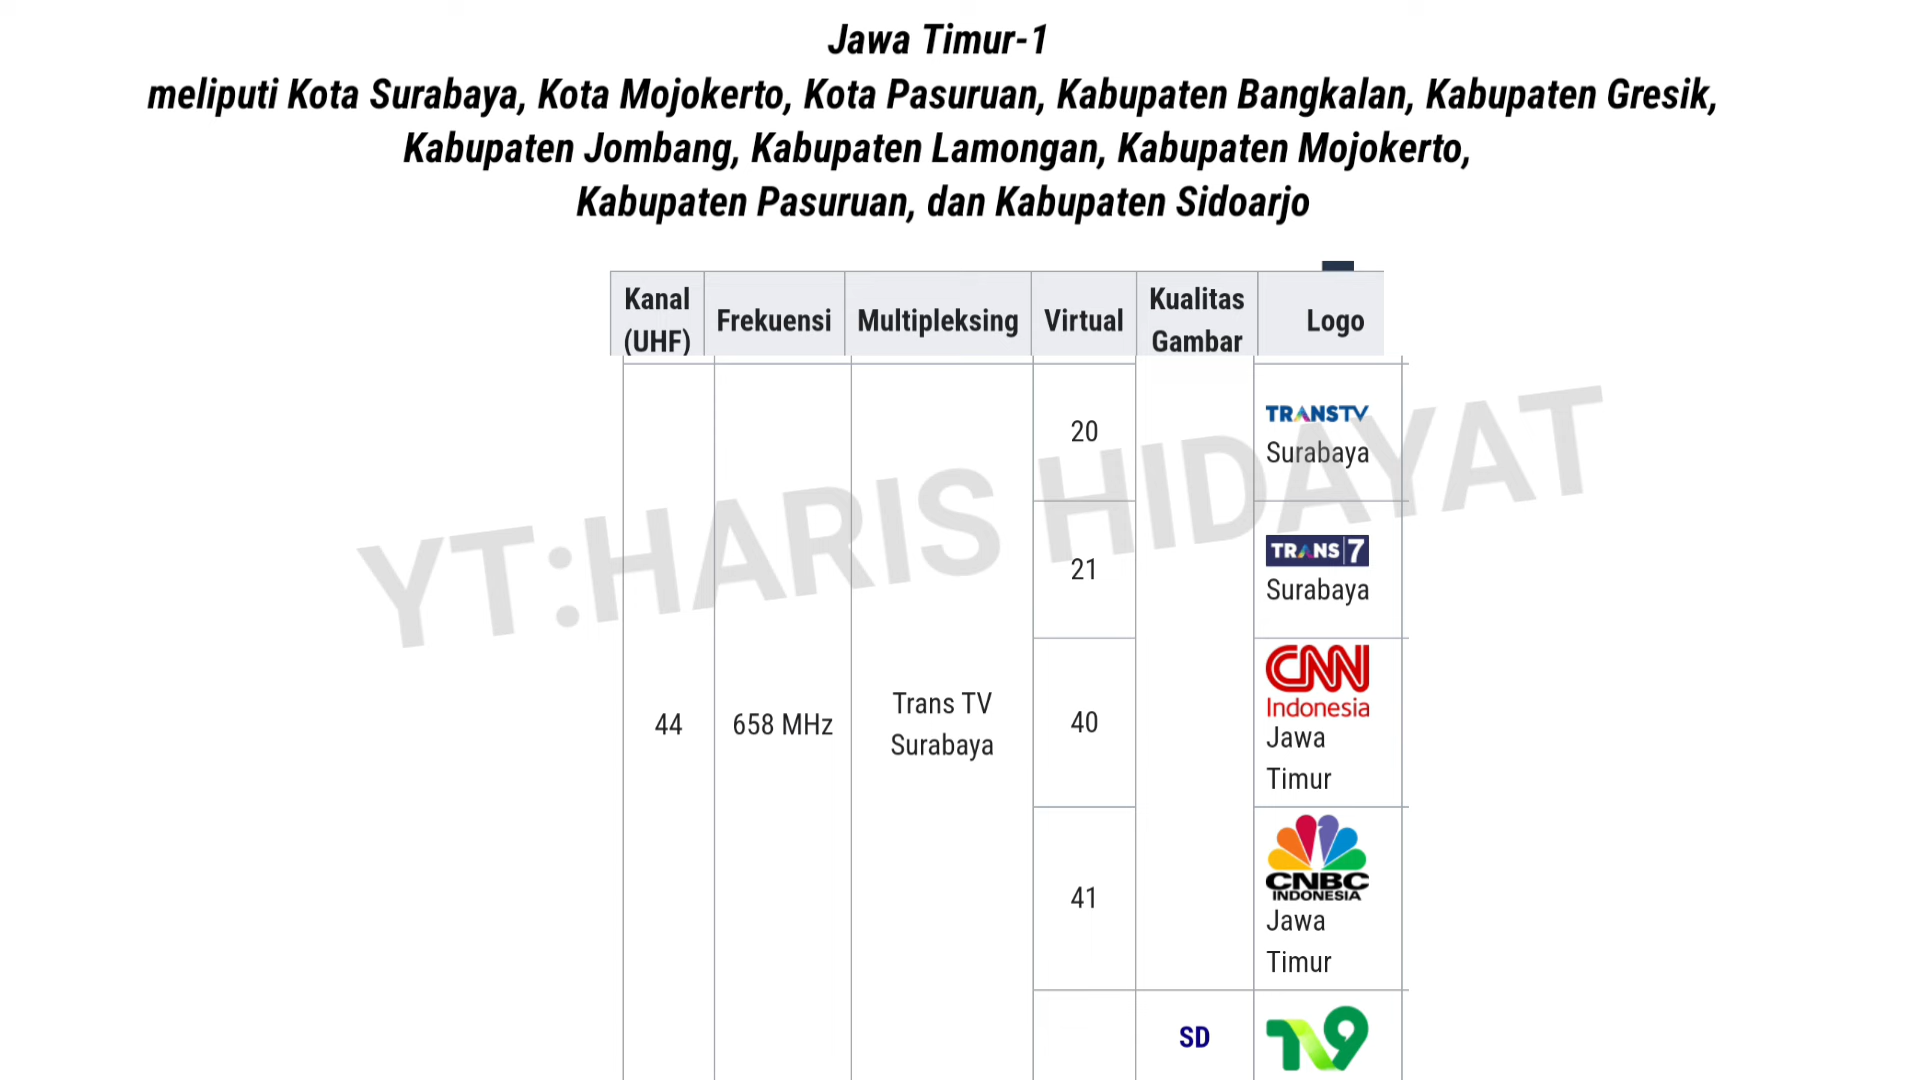 Jawa Timur-1
meliputi Kota Surabaya, Kota Mojokerto, Kota Pasuruan, Kabupaten Bangkalan, Kabupaten Gresik,
Kabupaten Jombang, Kabupaten Lamongan, Kabupaten Mojokerto,
Kabupaten Pasuruan, dan Kabupaten Sidoarjo
Kanal
(UHF)
Frekuensi
Multipleksing
Virtual
Kualitas
Gambar
Logo
44
658 MHz
Trans TV
Surabaya
20
TRANSTV
Surabaya
21
TRANS|7
Surabaya
40
CNN
Indonesia
Jawa
Timur
41
CNBC
INDONESIA
Jawa
Timur
SD
TV9
YT:HARIS HIDAYAT